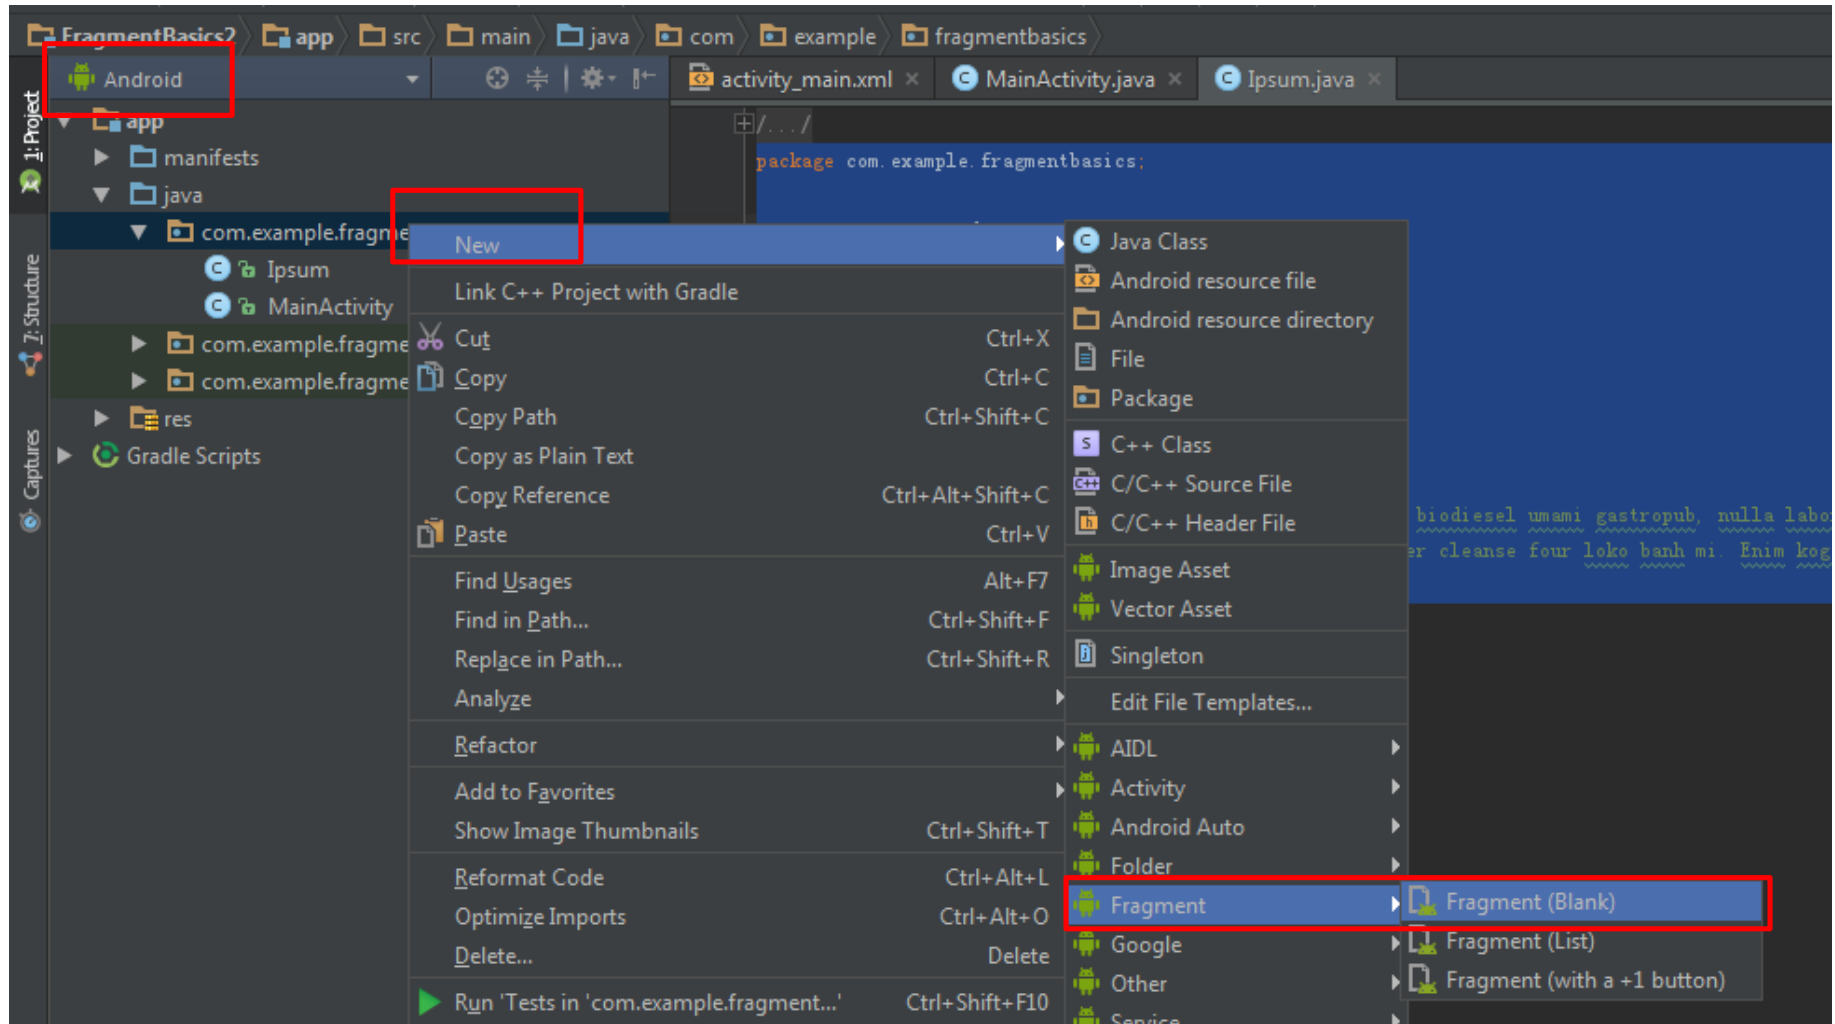 FragmentBasics2 app src main java com example fragmentbasics
Android
activity_main.xml MainActivity.java Ipsum.java
1: Project
7: Structure
Captures
app
manifests
java
com.example.fragme
Ipsum
MainActivity
com.example.fragme
com.example.fragme
res
Gradle Scripts
/.../
package com.example.fragmentbasics;
biodiesel umami gastropub, nulla labo
er cleanse four loko banh mi. Enim kog
New
Link C++ Project with Gradle
Cut Ctrl+X
Copy Ctrl+C
Copy Path Ctrl+Shift+C
Copy as Plain Text
Copy Reference Ctrl+Alt+Shift+C
Paste Ctrl+V
Find Usages Alt+F7
Find in Path... Ctrl+Shift+F
Replace in Path... Ctrl+Shift+R
Analyze
Refactor
Add to Favorites
Show Image Thumbnails Ctrl+Shift+T
Reformat Code Ctrl+Alt+L
Optimize Imports Ctrl+Alt+O
Delete... Delete
Run 'Tests in 'com.example.fragment...' Ctrl+Shift+F10
Java Class
Android resource file
Android resource directory
File
Package
C++ Class
C/C++ Source File
C/C++ Header File
Image Asset
Vector Asset
Singleton
Edit File Templates...
AIDL
Activity
Android Auto
Folder
Fragment
Google
Other
Service
Fragment (Blank)
Fragment (List)
Fragment (with a +1 button)